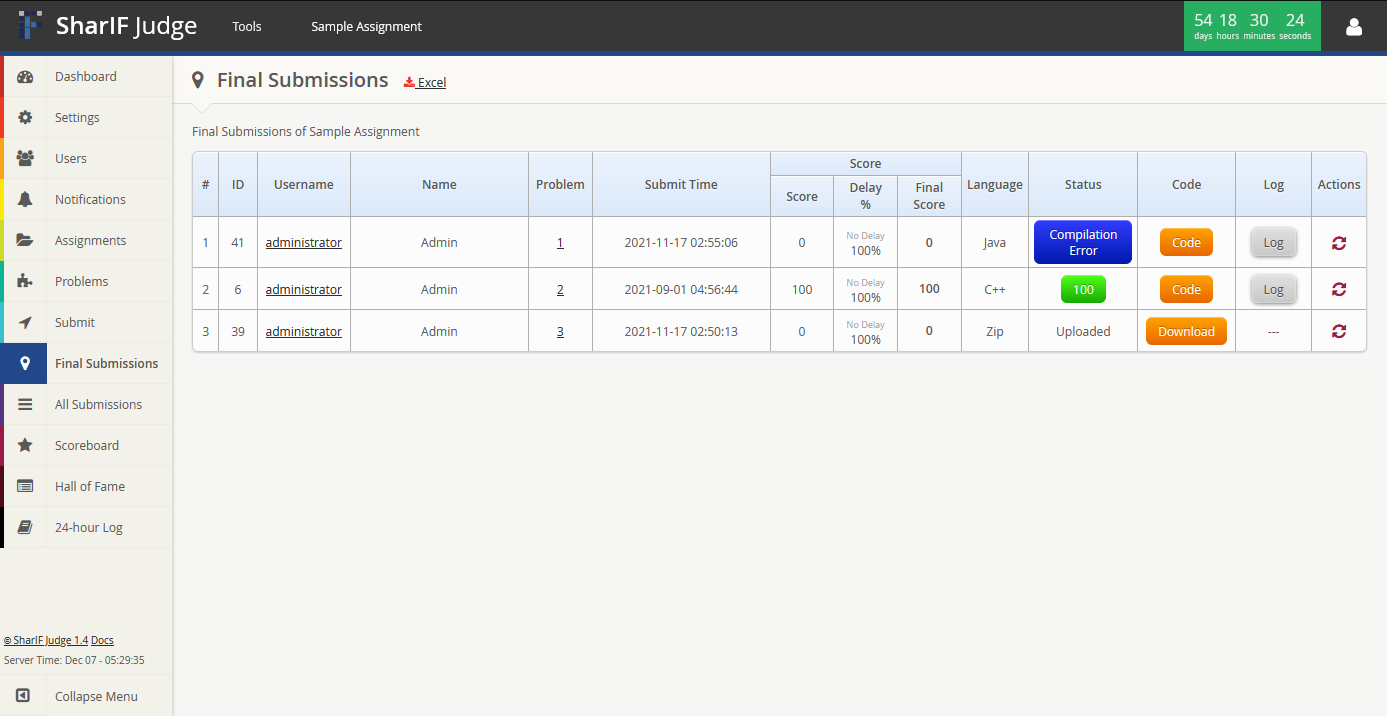 SharIF Judge
Tools
Sample Assignment
54 18 30 24
days hours minutes seconds
Dashboard
Settings
Users
Notifications
Assignments
Problems
Submit
Final Submissions
All Submissions
Scoreboard
Hall of Fame
24-hour Log
© SharIF Judge 1.4 Docs
Server Time: Dec 07 - 05:29:35
Collapse Menu
Final Submissions
Excel
Final Submissions of Sample Assignment
# ID Username Name Problem Submit Time Score Language Status Code Log Actions
Score Delay % Final Score
1 41 administrator Admin 1 2021-11-17 02:55:06 0 No Delay 100% 0 Java Compilation Error Code Log
2 6 administrator Admin 2 2021-09-01 04:56:44 100 No Delay 100% 100 C++ 100 Code Log
3 39 administrator Admin 3 2021-11-17 02:50:13 0 No Delay 100% 0 Zip Uploaded Download ---